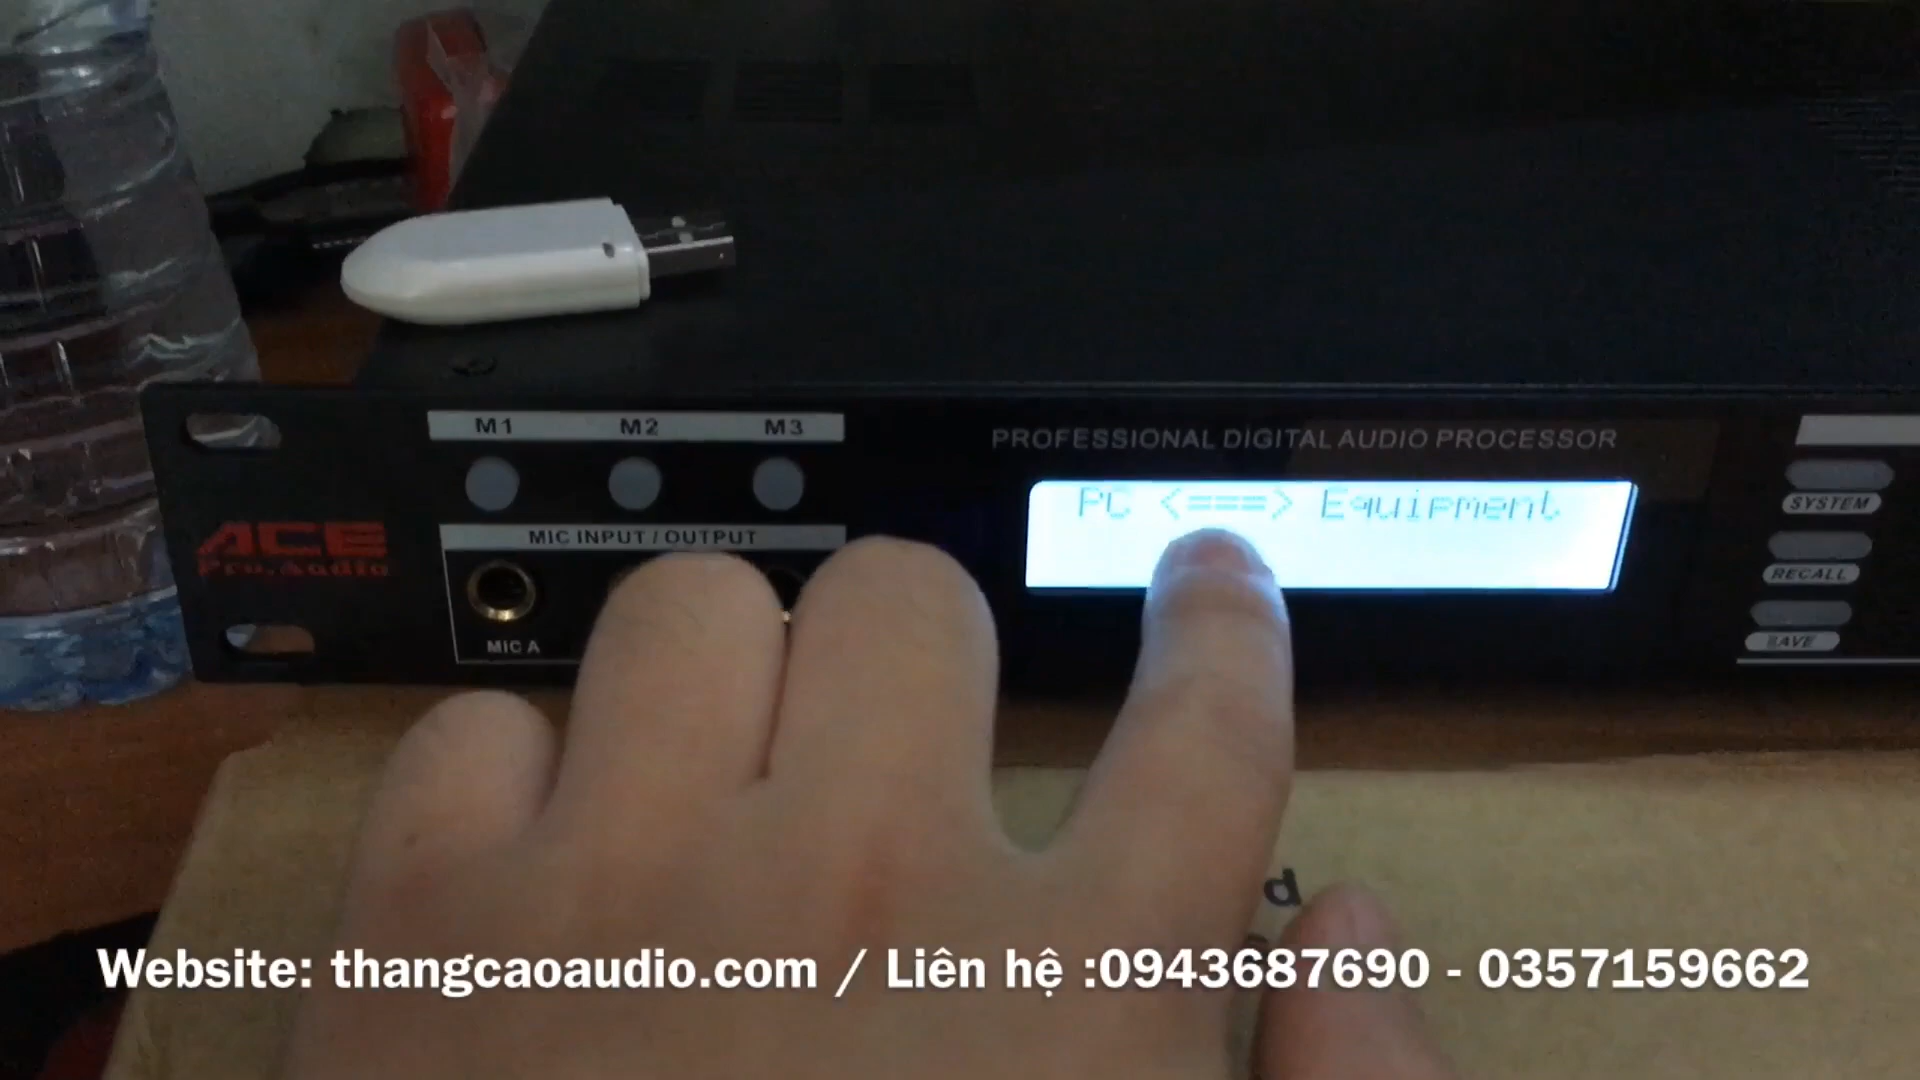 M1 M2 M3
PROFESSIONAL DIGITAL AUDIO PROCESSOR
PC <===> Equipment
SYSTEM
ACE
Pro.Audio
MIC INPUT / OUTPUT
RECALL
MIC A
SAVE
d
Website: thangcaoaudio.com / Liên hệ :0943687690 - 0357159662